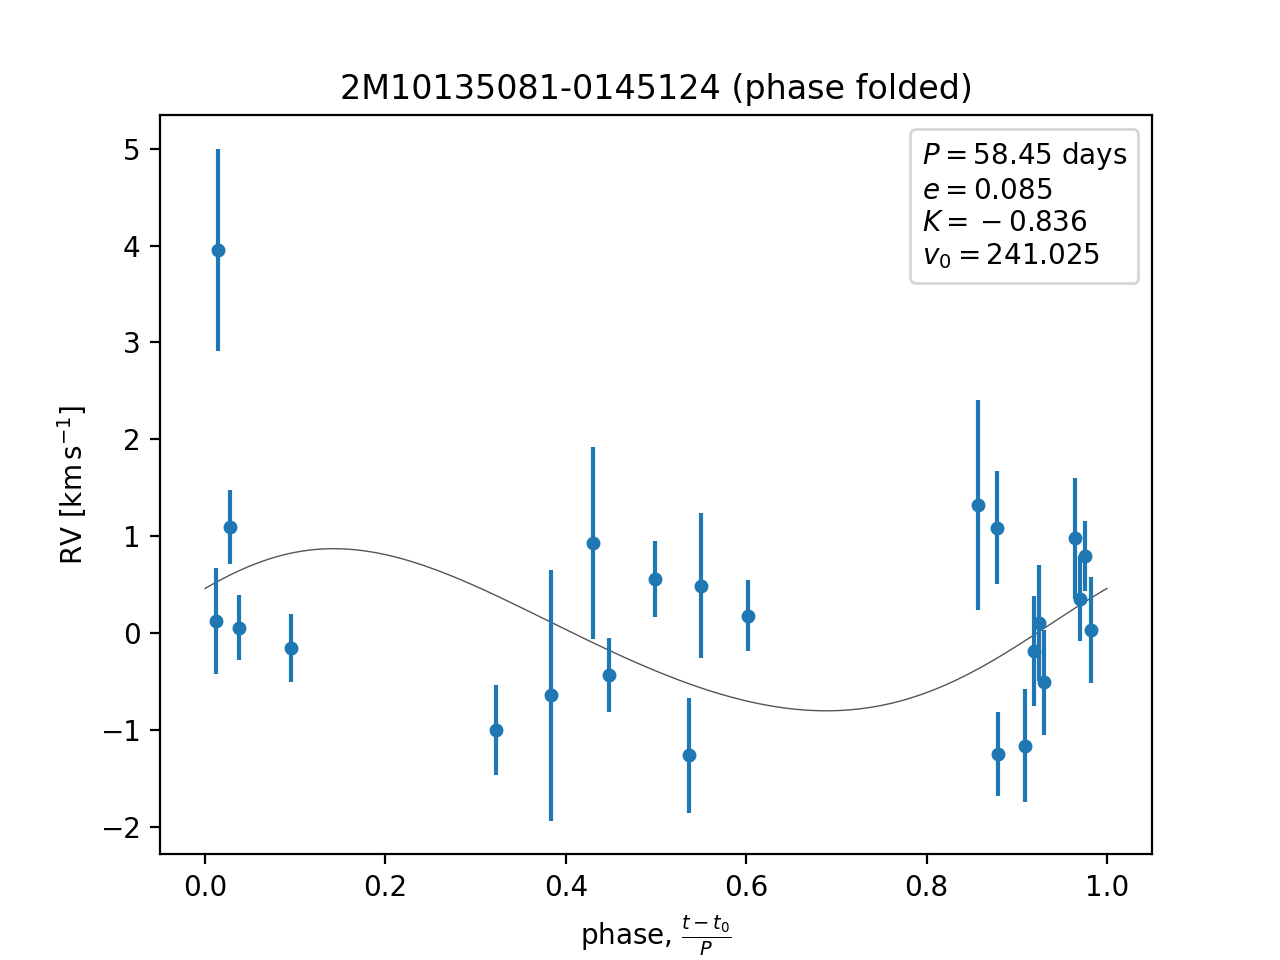 2M10135081-0145124 (phase folded)
P = 58.45 days
e = 0.085
K = −0.836
v₀ = 241.025
RV [km s⁻¹]
5
4
3
2
1
0
−1
−2
0.0 0.2 0.4 0.6 0.8 1.0
phase, (t − t₀)/P